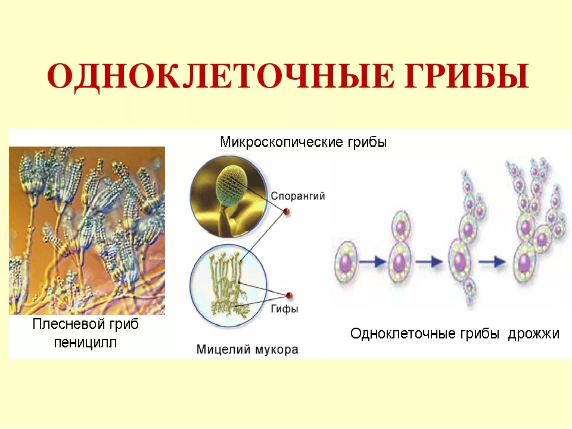 ОДНОКЛЕТОЧНЫЕ ГРИБЫ
Микроскопические грибы
Спорангий
Гифы
Плесневой гриб
пеницилл
Мицелий мукора
Одноклеточные грибы дрожжи